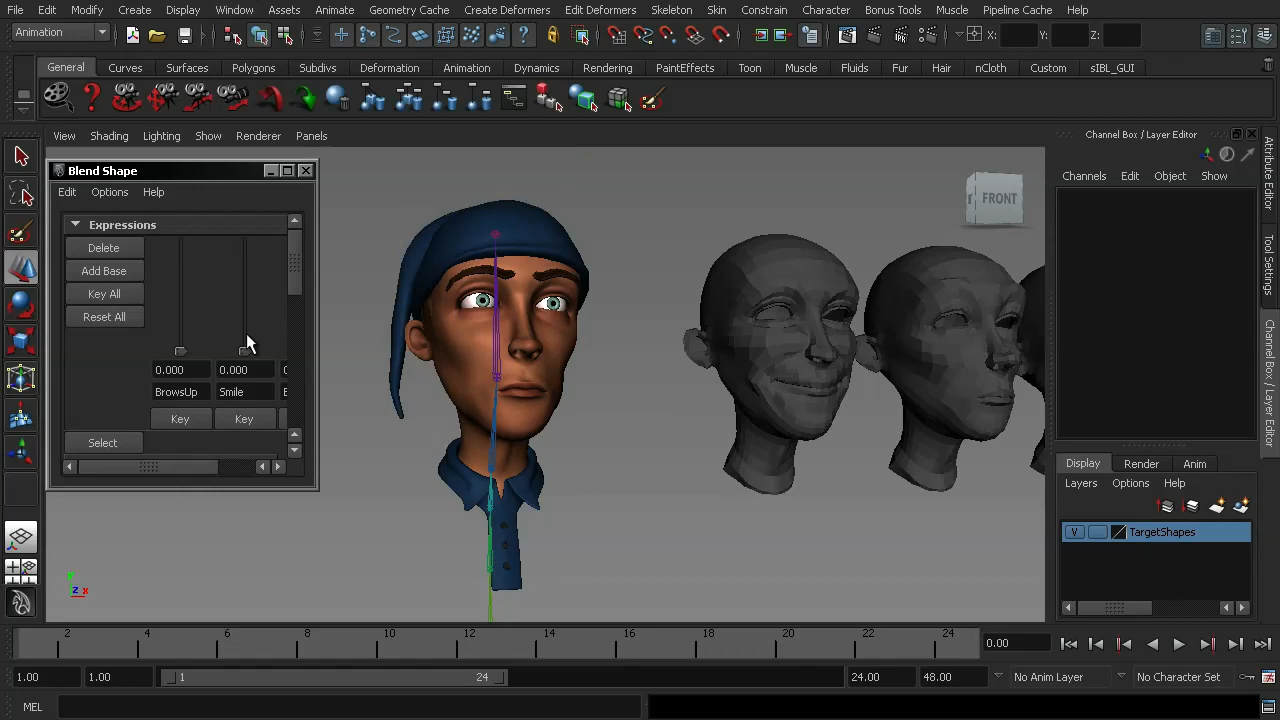 File Edit Modify Create Display Window Assets Animate Geometry Cache Create Deformers Edit Deformers Skeleton Skin Constrain Character Bonus Tools Muscle Pipeline Cache Help
Animation X: Y: Z:
General Curves Surfaces Polygons Subdivs Deformation Animation Dynamics Rendering PaintEffects Toon Muscle Fluids Fur Hair nCloth Custom sIBL_GUI
View Shading Lighting Show Renderer Panels
Channel Box / Layer Editor
Channels Edit Object Show
Attribute Editor
Tool Settings
Channel Box / Layer Editor
Blend Shape
Edit Options Help
Expressions
Delete
Add Base
Key All
Reset All
0.000 0.000
BrowsUp Smile
Key Key
Select
FRONT
Display Render Anim
Layers Options Help
V TargetShapes
Y
Z X
2 4 6 8 10 12 14 16 18 20 22 24 0.00
1.00 1.00 1 24 24.00 48.00 No Anim Layer No Character Set
MEL